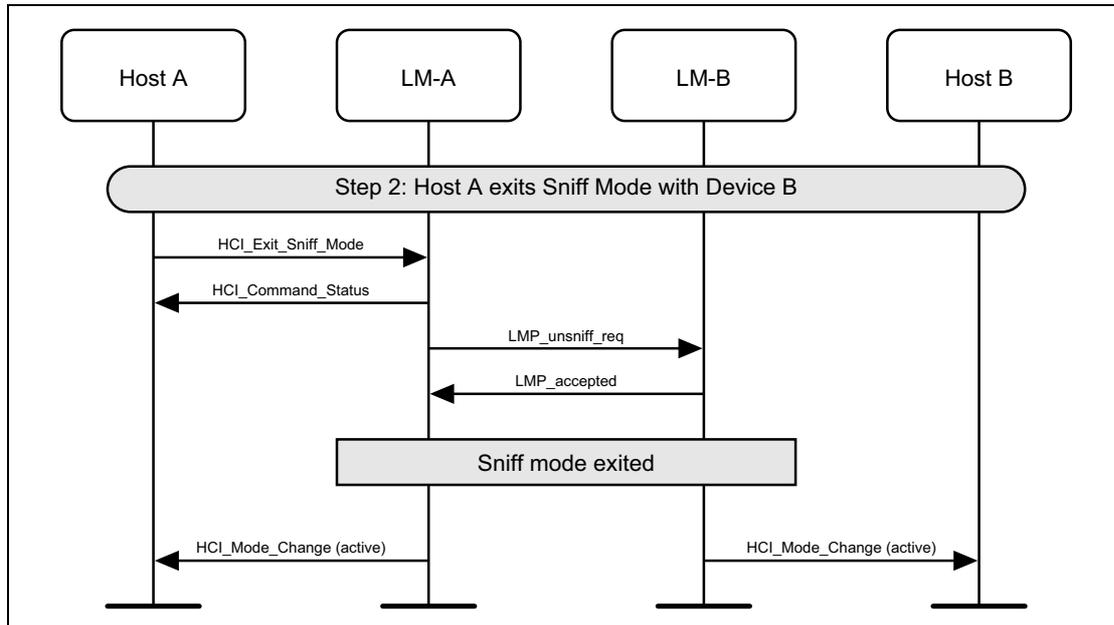 Host A
LM-A
LM-B
Host B
Step 2: Host A exits Sniff Mode with Device B
HCI_Exit_Sniff_Mode
HCI_Command_Status
LMP_unsniff_req
LMP_accepted
Sniff mode exited
HCI_Mode_Change (active)
HCI_Mode_Change (active)